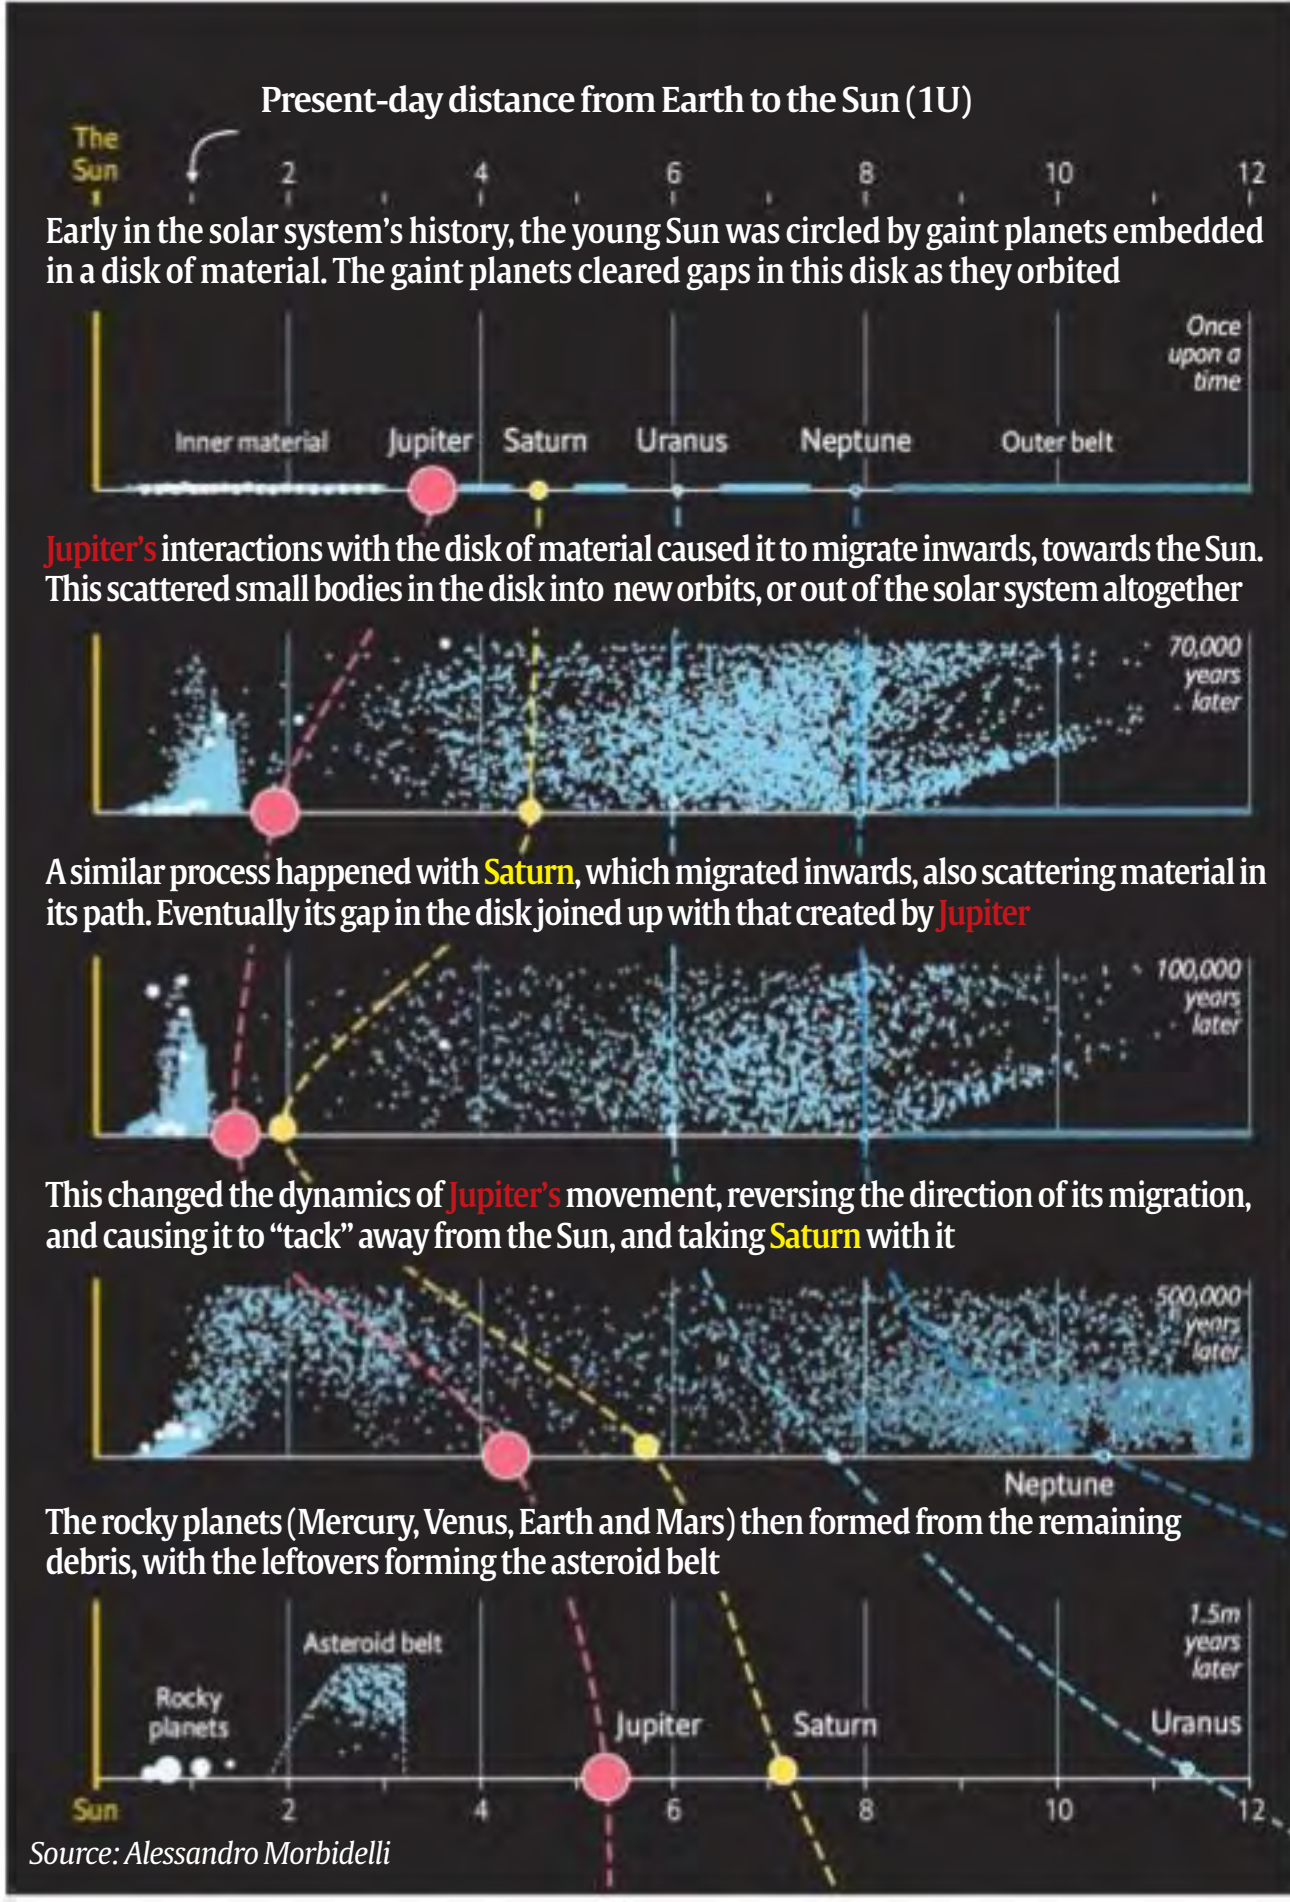 Present-day distance from Earth to the Sun (1U)
The
Sun
2
4
6
8
10
12
Early in the solar system's history, the young Sun was circled by gaint planets embedded
in a disk of material. The gaint planets cleared gaps in this disk as they orbited
Once
upon a
time
Inner material
Jupiter
Saturn
Uranus
Neptune
Outer belt
Jupiter's interactions with the disk of material caused it to migrate inwards, towards the Sun.
This scattered small bodies in the disk into new orbits, or out of the solar system altogether
70,000
years
later
A similar process happened with Saturn, which migrated inwards, also scattering material in
its path. Eventually its gap in the disk joined up with that created by Jupiter
100,000
years
later
This changed the dynamics of Jupiter's movement, reversing the direction of its migration,
and causing it to “tack” away from the Sun, and taking Saturn with it
500,000
years
later
Neptune
The rocky planets (Mercury, Venus, Earth and Mars) then formed from the remaining
debris, with the leftovers forming the asteroid belt
1.5m
years
later
Asteroid belt
Rocky
planets
Jupiter
Saturn
Uranus
Sun
2
4
6
8
10
12
Source: Alessandro Morbidelli